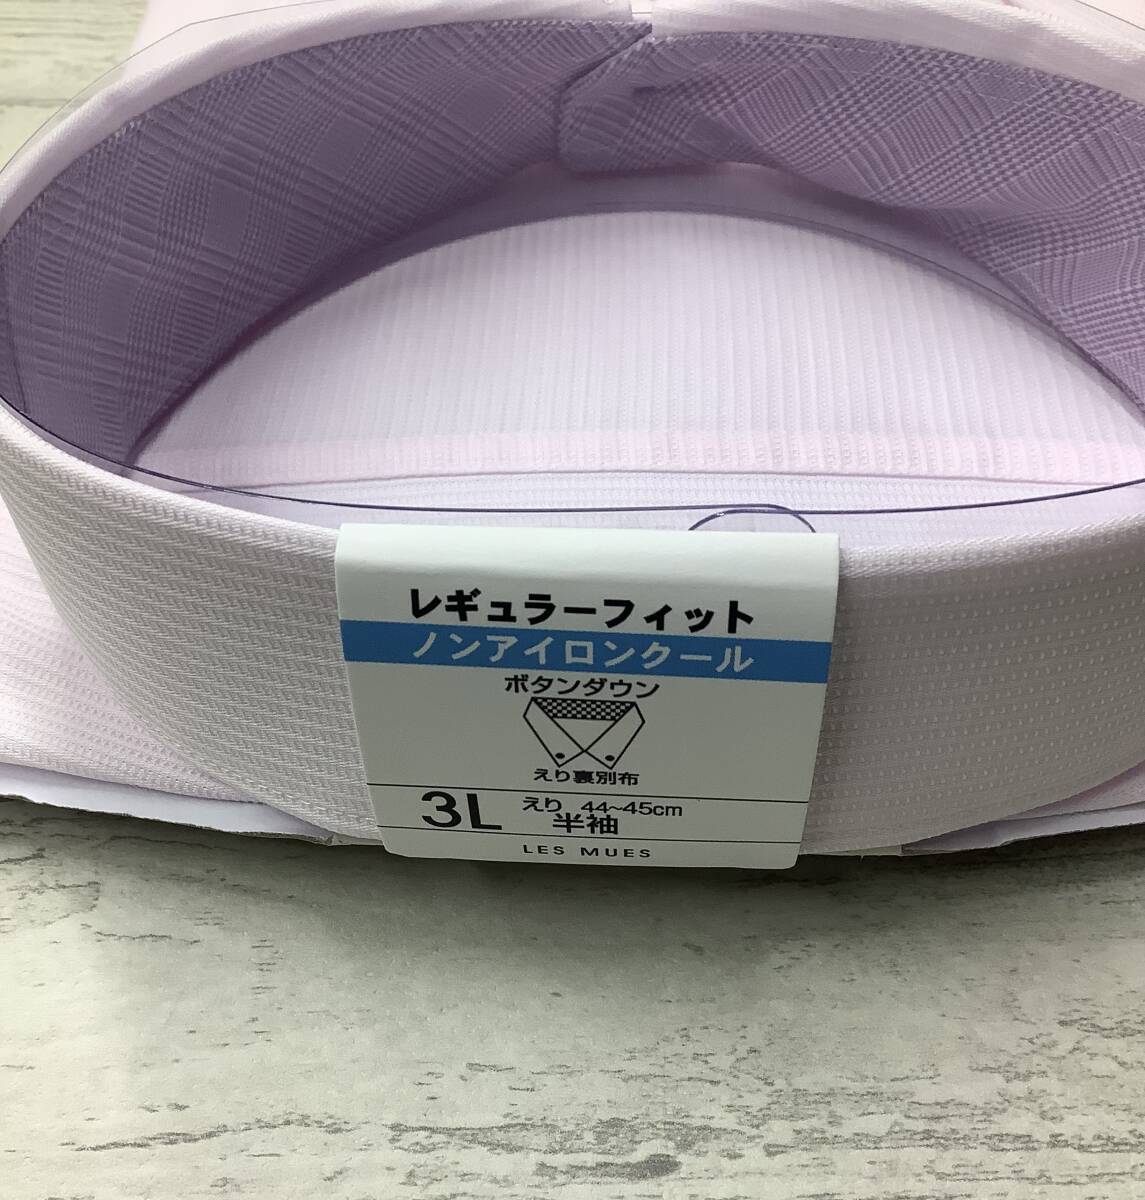 レギュラーフィット
ノンアイロンクール
ボタンダウン
えり裏別布
3L えり 44~45cm
半袖
LES MUES